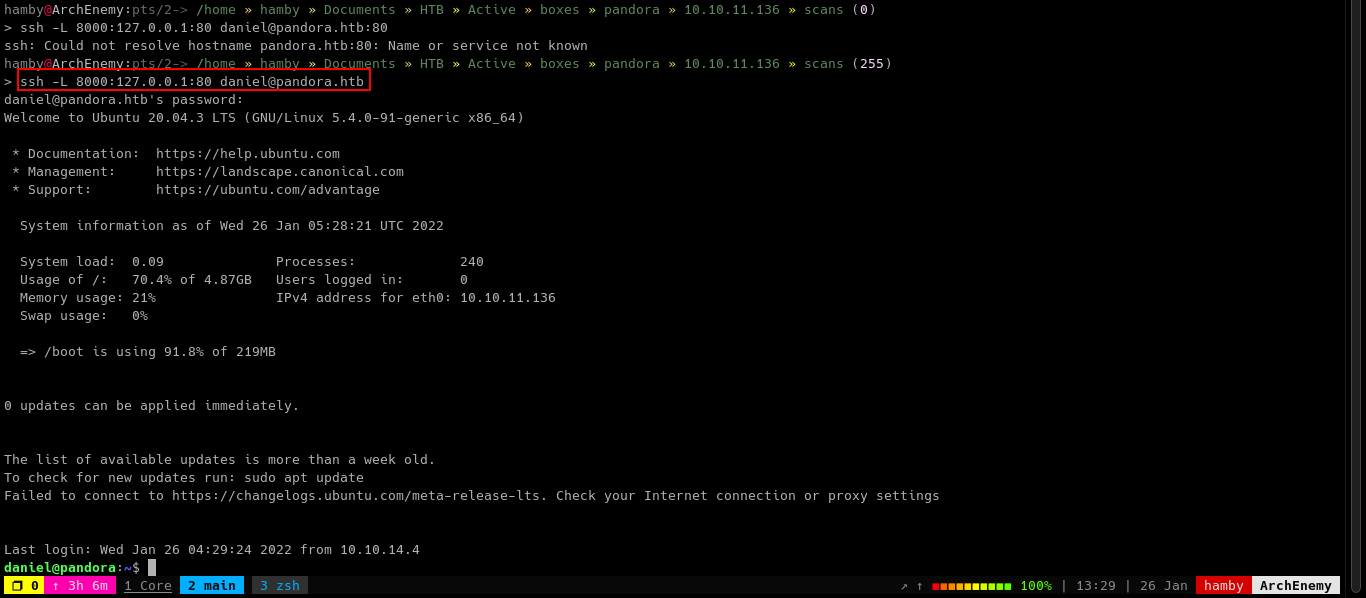 hamby@ArchEnemy:pts/2-> /home » hamby » Documents » HTB » Active » boxes » pandora » 10.10.11.136 » scans (0)
> ssh -L 8000:127.0.0.1:80 daniel@pandora.htb:80
ssh: Could not resolve hostname pandora.htb:80: Name or service not known
hamby@ArchEnemy:pts/2-> /home » hamby » Documents » HTB » Active » boxes » pandora » 10.10.11.136 » scans (255)
> ssh -L 8000:127.0.0.1:80 daniel@pandora.htb
daniel@pandora.htb's password:
Welcome to Ubuntu 20.04.3 LTS (GNU/Linux 5.4.0-91-generic x86_64)
* Documentation:  https://help.ubuntu.com
* Management:     https://landscape.canonical.com
* Support:        https://ubuntu.com/advantage
System information as of Wed 26 Jan 05:28:21 UTC 2022
System load:  0.09              Processes:             240
Usage of /:   70.4% of 4.87GB   Users logged in:       0
Memory usage: 21%               IPv4 address for eth0: 10.10.11.136
Swap usage:   0%
=> /boot is using 91.8% of 219MB
0 updates can be applied immediately.
The list of available updates is more than a week old.
To check for new updates run: sudo apt update
Failed to connect to https://changelogs.ubuntu.com/meta-release-lts. Check your Internet connection or proxy settings
Last login: Wed Jan 26 04:29:24 2022 from 10.10.14.4
daniel@pandora:~$
❐ 0 ↑ 3h 6m 1 Core 2 main 3 zsh ↗ ↑ 100% | 13:29 | 26 Jan hamby ArchEnemy